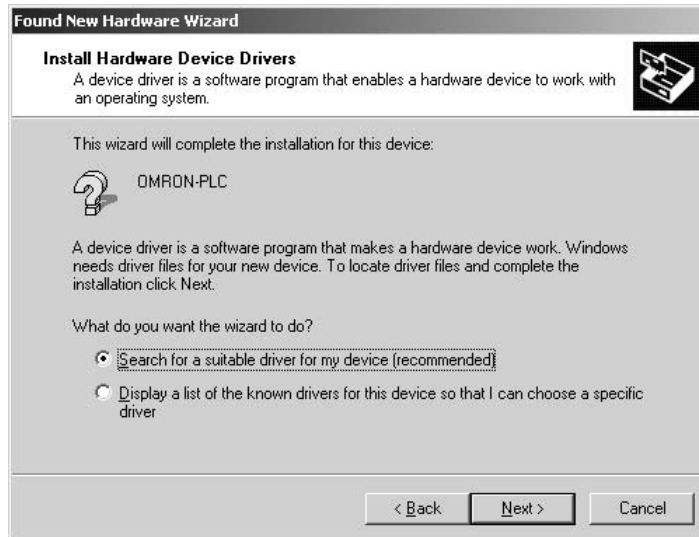 Found New Hardware Wizard
Install Hardware Device Drivers
A device driver is a software program that enables a hardware device to work with
an operating system.
This wizard will complete the installation for this device:
OMRON-PLC
A device driver is a software program that makes a hardware device work. Windows
needs driver files for your new device. To locate driver files and complete the
installation click Next.
What do you want the wizard to do?
Search for a suitable driver for my device (recommended)
Display a list of the known drivers for this device so that I can choose a specific
driver
< Back Next > Cancel